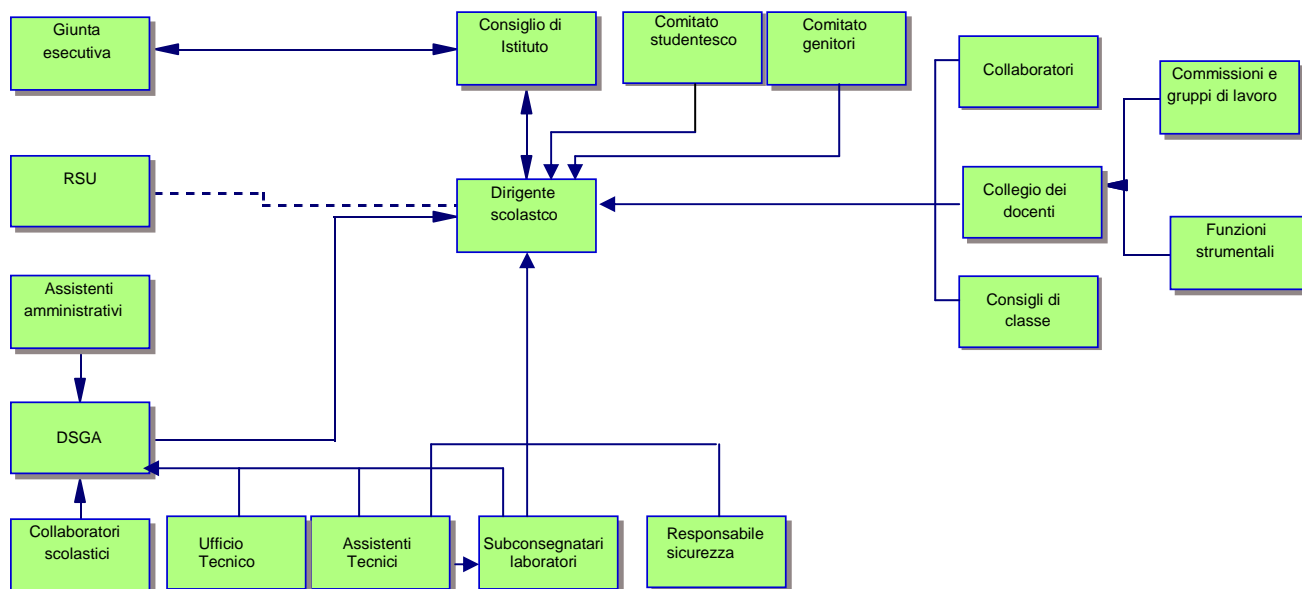 Giunta
esecutiva
Consiglio di
Istituto
Comitato
studentesco
Comitato
genitori
Collaboratori
Commissioni e
gruppi di lavoro
RSU
Dirigente
scolastco
Collegio dei
docenti
Funzioni
strumentali
Assistenti
amministrativi
Consigli di
classe
DSGA
Collaboratori
scolastici
Ufficio
Tecnico
Assistenti
Tecnici
Subconsegnatari
laboratori
Responsabile
sicurezza